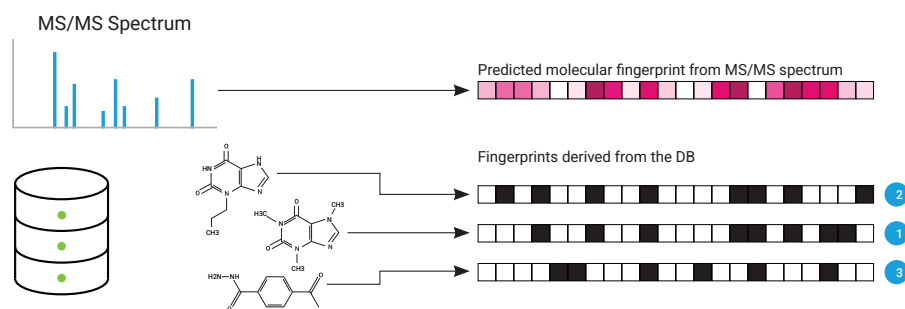 MS/MS Spectrum
Predicted molecular fingerprint from MS/MS spectrum
Fingerprints derived from the DB
O
H
N
HN
O
N
N
CH3
2
O
CH3
H3C
N
N
O
N
N
CH3
1
H2N—NH
O
O
3